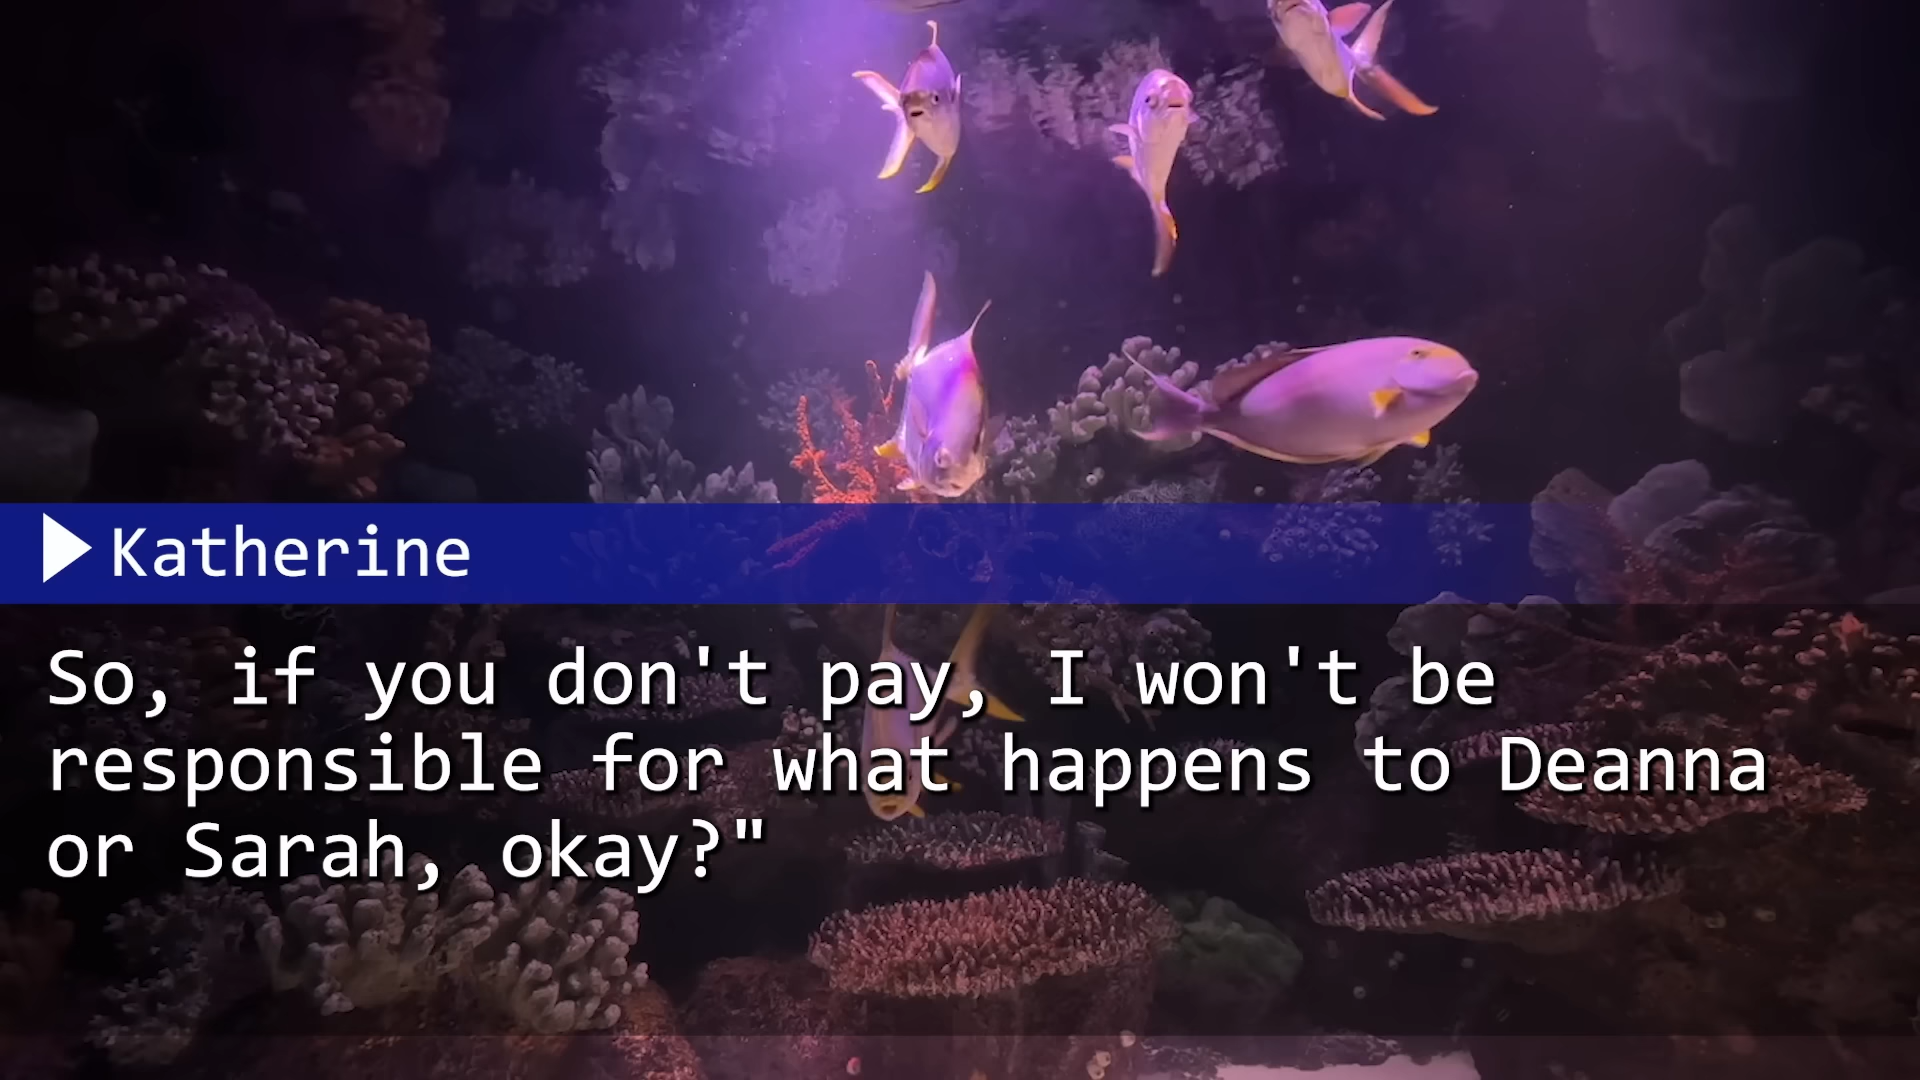 Katherine
So, if you don't pay, I won't be
responsible for what happens to Deanna
or Sarah, okay?"